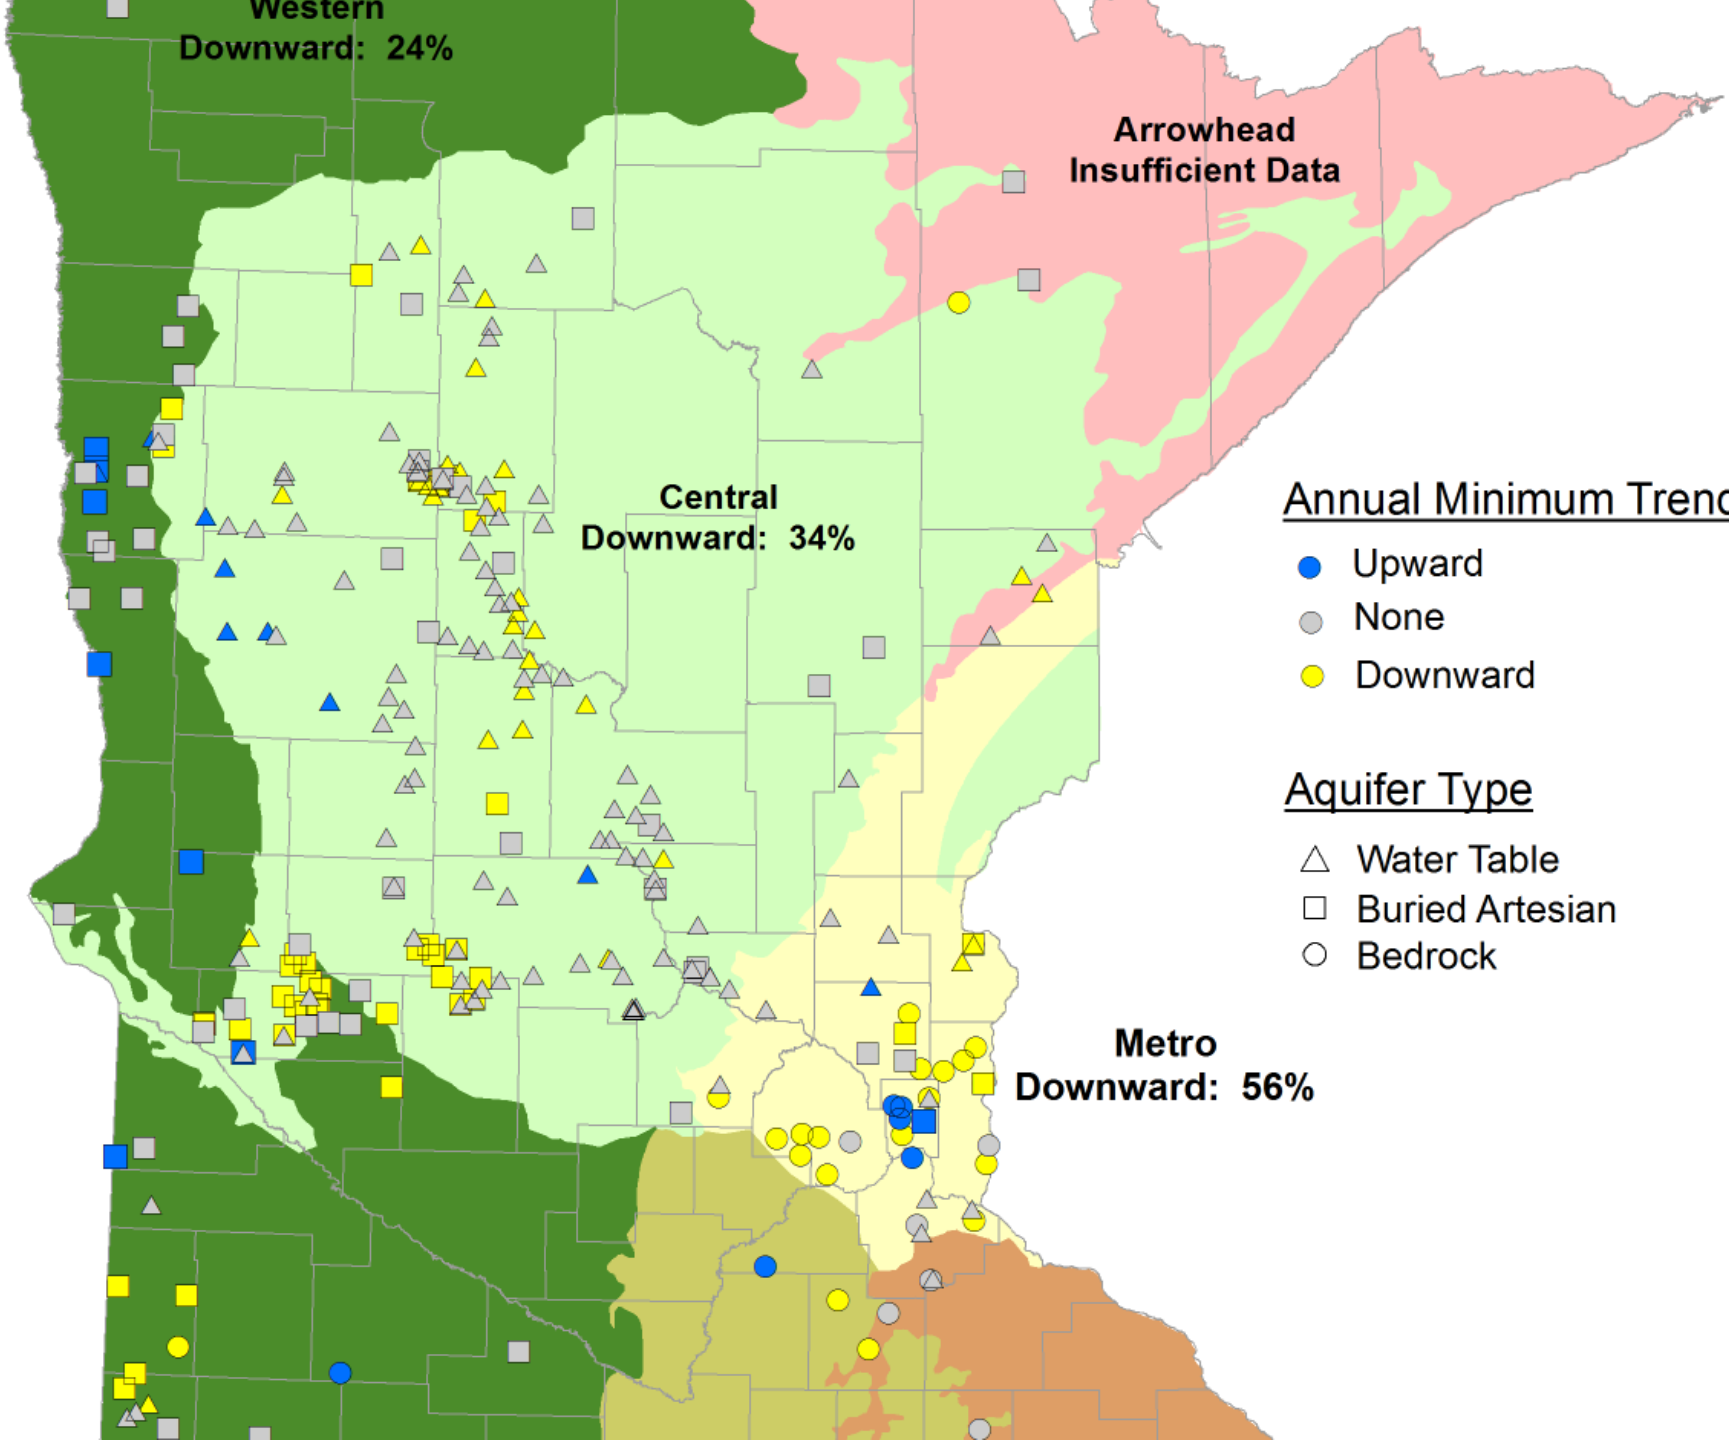 Western
Downward: 24%
Arrowhead
Insufficient Data
Central
Downward: 34%
Annual Minimum Trend
Upward
None
Downward
Aquifer Type
Water Table
Buried Artesian
Bedrock
Metro
Downward: 56%